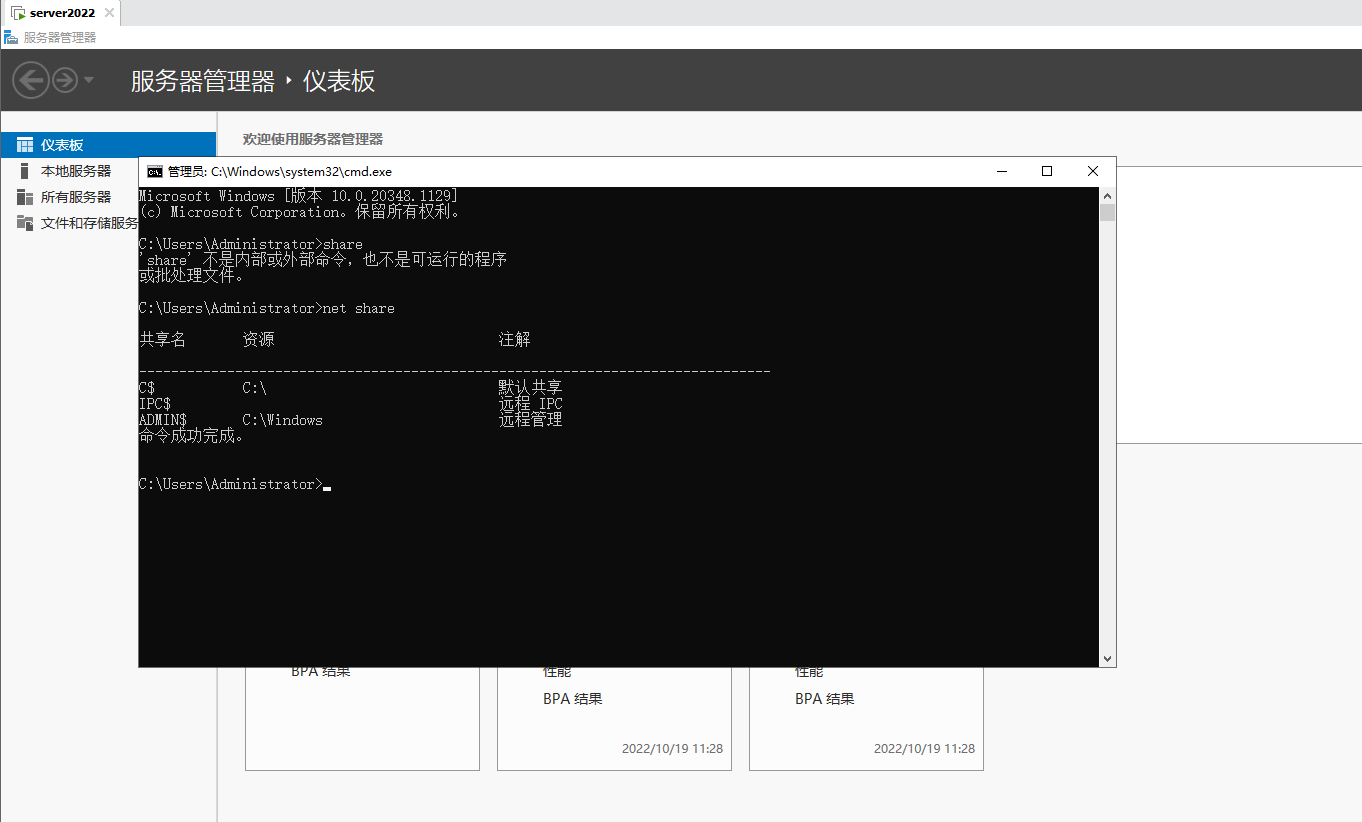 server2022
服务器管理器
服务器管理器 · 仪表板
仪表板
本地服务器
所有服务器
文件和存储服务
欢迎使用服务器管理器
管理员: C:\Windows\system32\cmd.exe
Microsoft Windows [版本 10.0.20348.1129]
(c) Microsoft Corporation。保留所有权利。
C:\Users\Administrator>share
'share' 不是内部或外部命令，也不是可运行的程序
或批处理文件。
C:\Users\Administrator>net share
共享名 资源 注解
-------------------------------------------------------------------------------
C$ C:\ 默认共享
IPC$ 远程 IPC
ADMIN$ C:\Windows 远程管理
命令成功完成。
C:\Users\Administrator>
BPA 结果
性能
BPA 结果
2022/10/19 11:28
性能
BPA 结果
2022/10/19 11:28